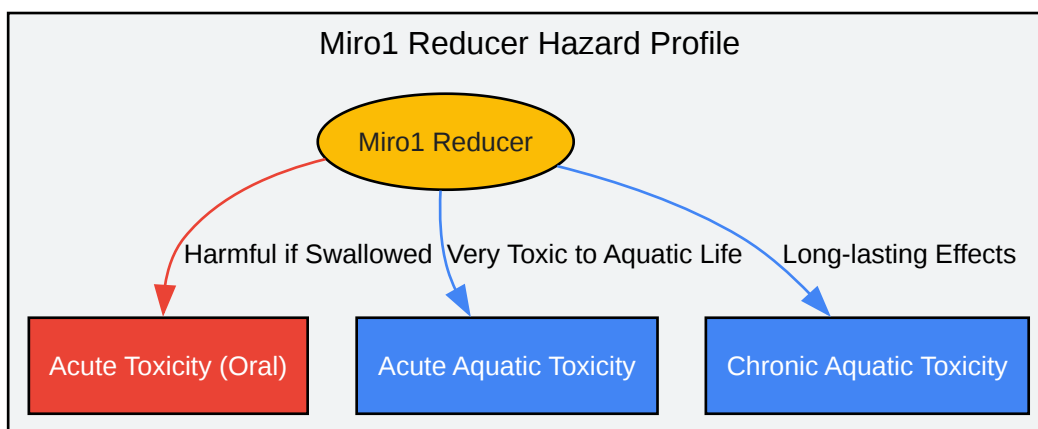 Miro1 Reducer Hazard Profile
Miro1 Reducer
Harmful if Swallowed
Very Toxic to Aquatic Life
Long-lasting Effects
Acute Toxicity (Oral)
Acute Aquatic Toxicity
Chronic Aquatic Toxicity